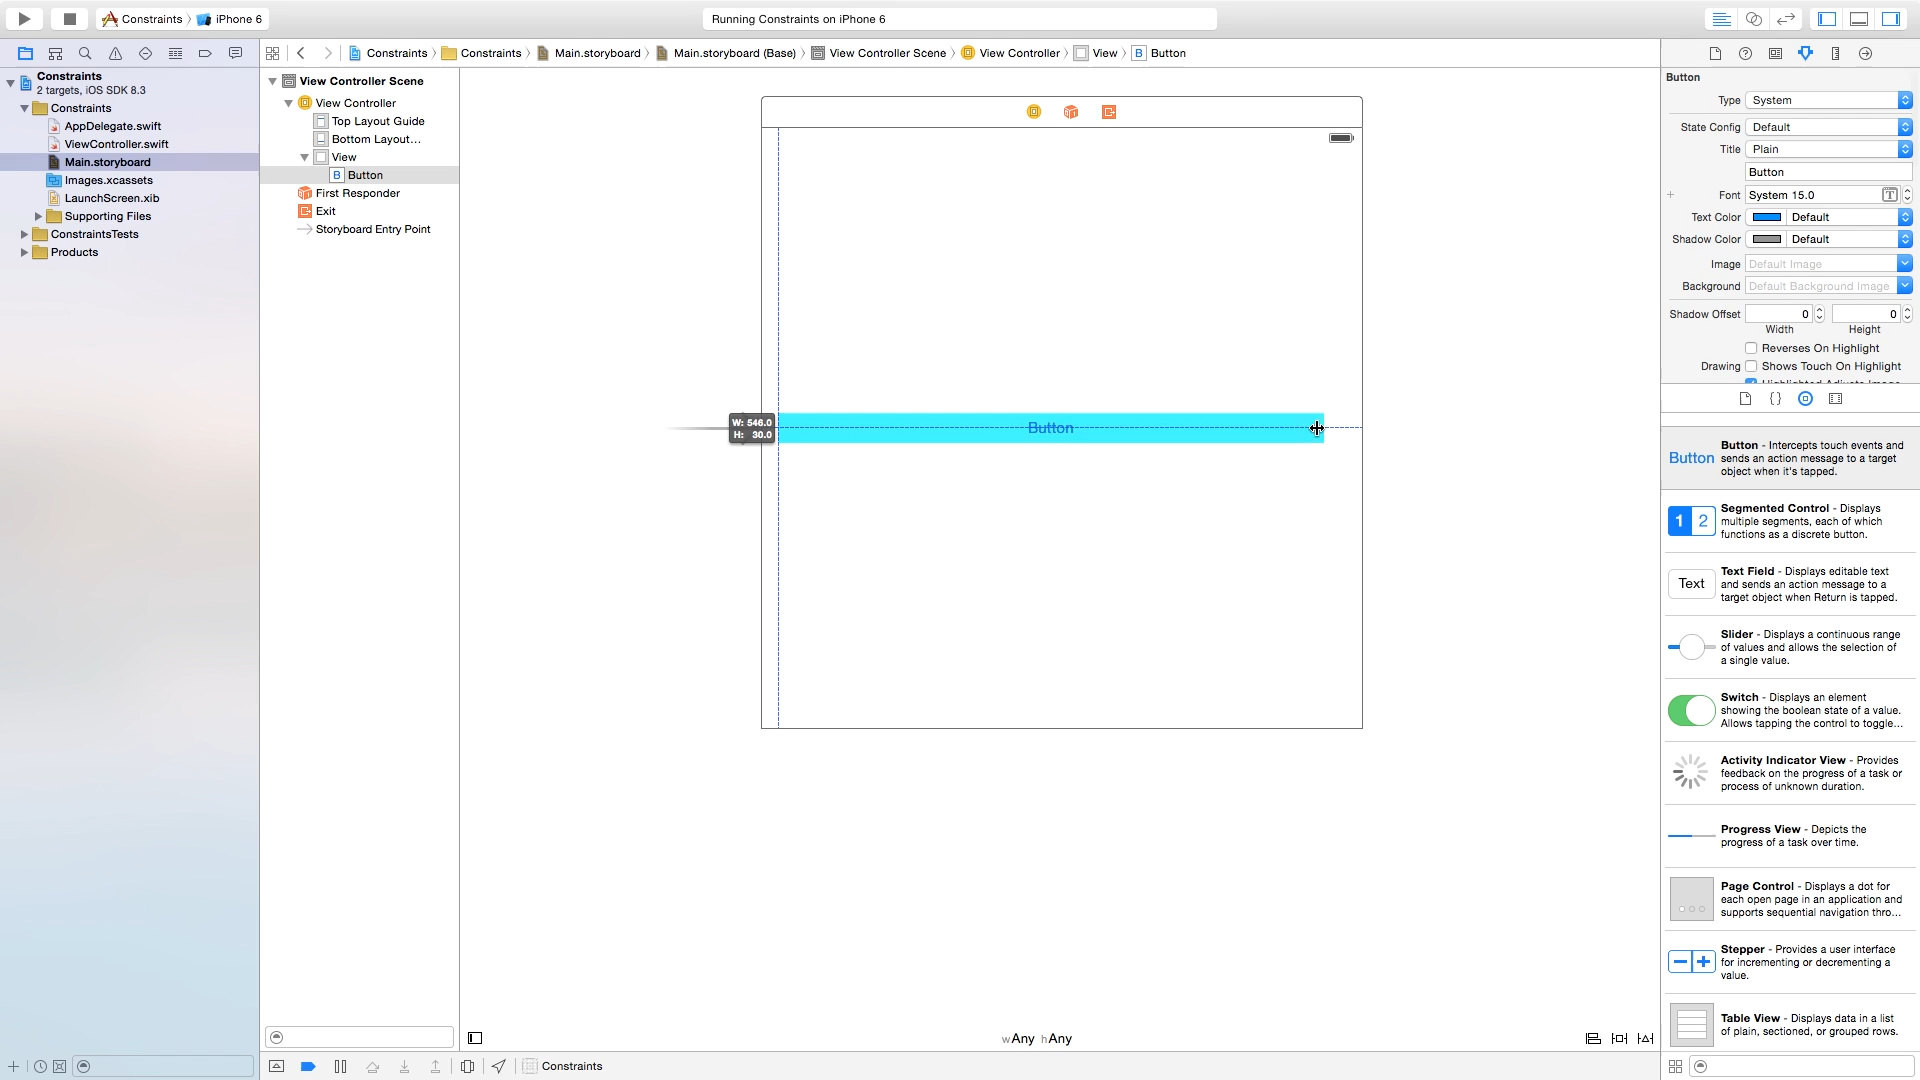 Constraints
iPhone 6
Running Constraints on iPhone 6
Constraints
Constraints
Main.storyboard
Main.storyboard (Base)
View Controller Scene
View Controller
View
B Button
Constraints
2 targets, iOS SDK 8.3
Constraints
AppDelegate.swift
ViewController.swift
Main.storyboard
Images.xcassets
LaunchScreen.xib
Supporting Files
ConstraintsTests
Products
View Controller Scene
View Controller
Top Layout Guide
Bottom Layout...
View
B Button
First Responder
Exit
Storyboard Entry Point
W: 546.0
H: 30.0
Button
wAny hAny
Constraints
Button
Type System
State Config Default
Title Plain
Button
Font System 15.0 T
Text Color Default
Shadow Color Default
Image Default Image
Background Default Background Image
Shadow Offset 0 0
Width Height
Reverses On Highlight
Drawing Shows Touch On Highlight
Highlighted Adjusts Image
Button
Button - Intercepts touch events and
sends an action message to a target
object when it's tapped.
1 2
Segmented Control - Displays
multiple segments, each of which
functions as a discrete button.
Text
Text Field - Displays editable text
and sends an action message to a
target object when Return is tapped.
Slider - Displays a continuous range
of values and allows the selection of
a single value.
Switch - Displays an element
showing the boolean state of a value.
Allows tapping the control to toggle...
Activity Indicator View - Provides
feedback on the progress of a task or
process of unknown duration.
Progress View - Depicts the
progress of a task over time.
Page Control - Displays a dot for
each open page in an application and
supports sequential navigation thro...
Stepper - Provides a user interface
for incrementing or decrementing a
value.
Table View - Displays data in a list
of plain, sectioned, or grouped rows.